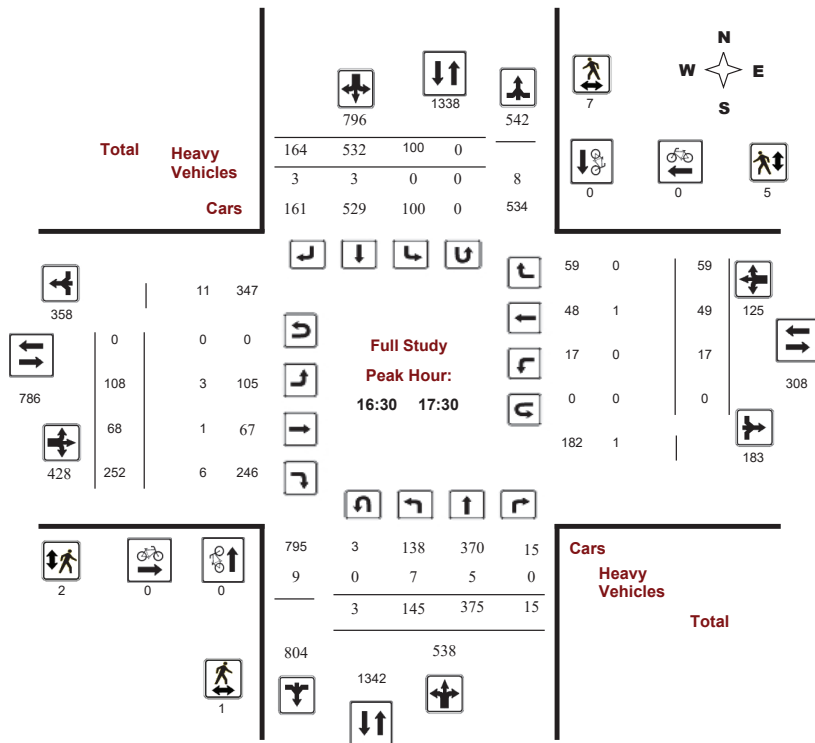 N
W E
S
1338
796 542
7
Total Heavy Vehicles
164 532 100 0
3 3 0 0 8
Cars 161 529 100 0 534
0 0 5
59 0 59
11 347
358
48 1 49 125
0 0 0
Full Study
Peak Hour:
16:30 17:30
17 0 17
786
108 3 105
308
0 0 0
68 1 67
182 1
183
428 252 6 246
795 3 138 370 15 Cars
9 0 7 5 0 Heavy Vehicles
2 0 0
3 145 375 15 Total
804 538
1342
1